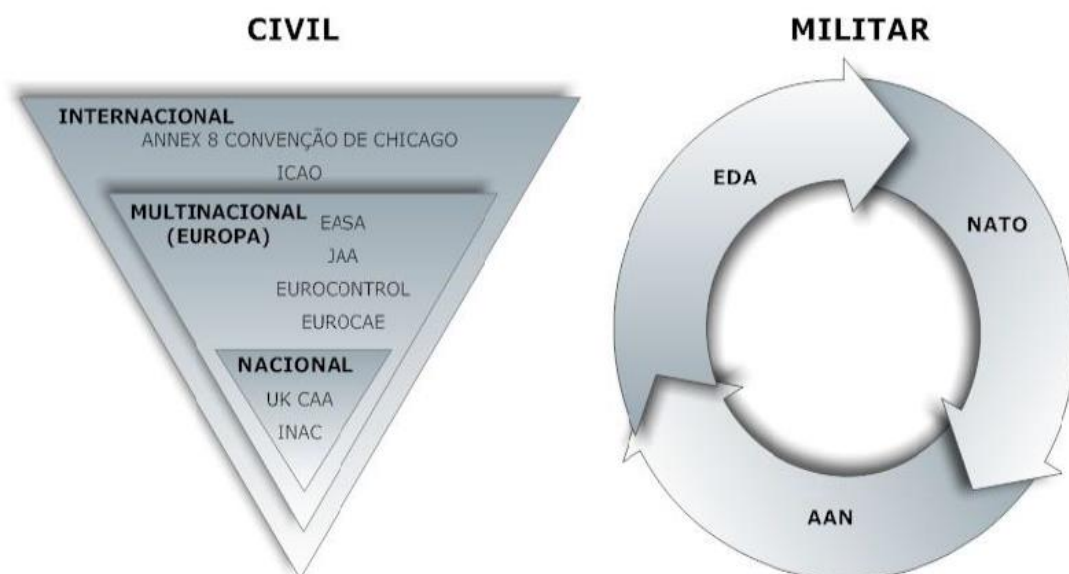 CIVIL
INTERNACIONAL
ANNEX 8 CONVENÇÃO DE CHICAGO
ICAO
MULTINACIONAL
(EUROPA)
EASA
JAA
EUROCONTROL
EUROCAE
NACIONAL
UK CAA
INAC
MILITAR
EDA
NATO
AAN